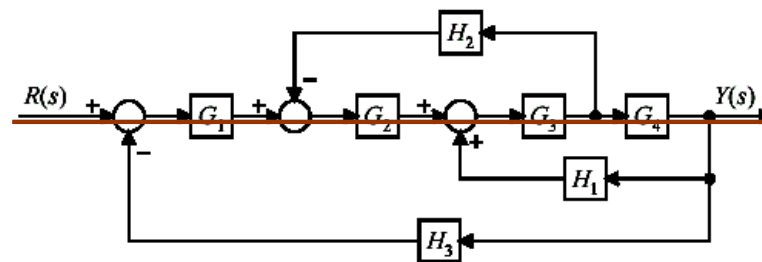 H₂
R(s) + G₁ + − G₂ + G₃ G₄ Y(s)
− +
H₁
H₃